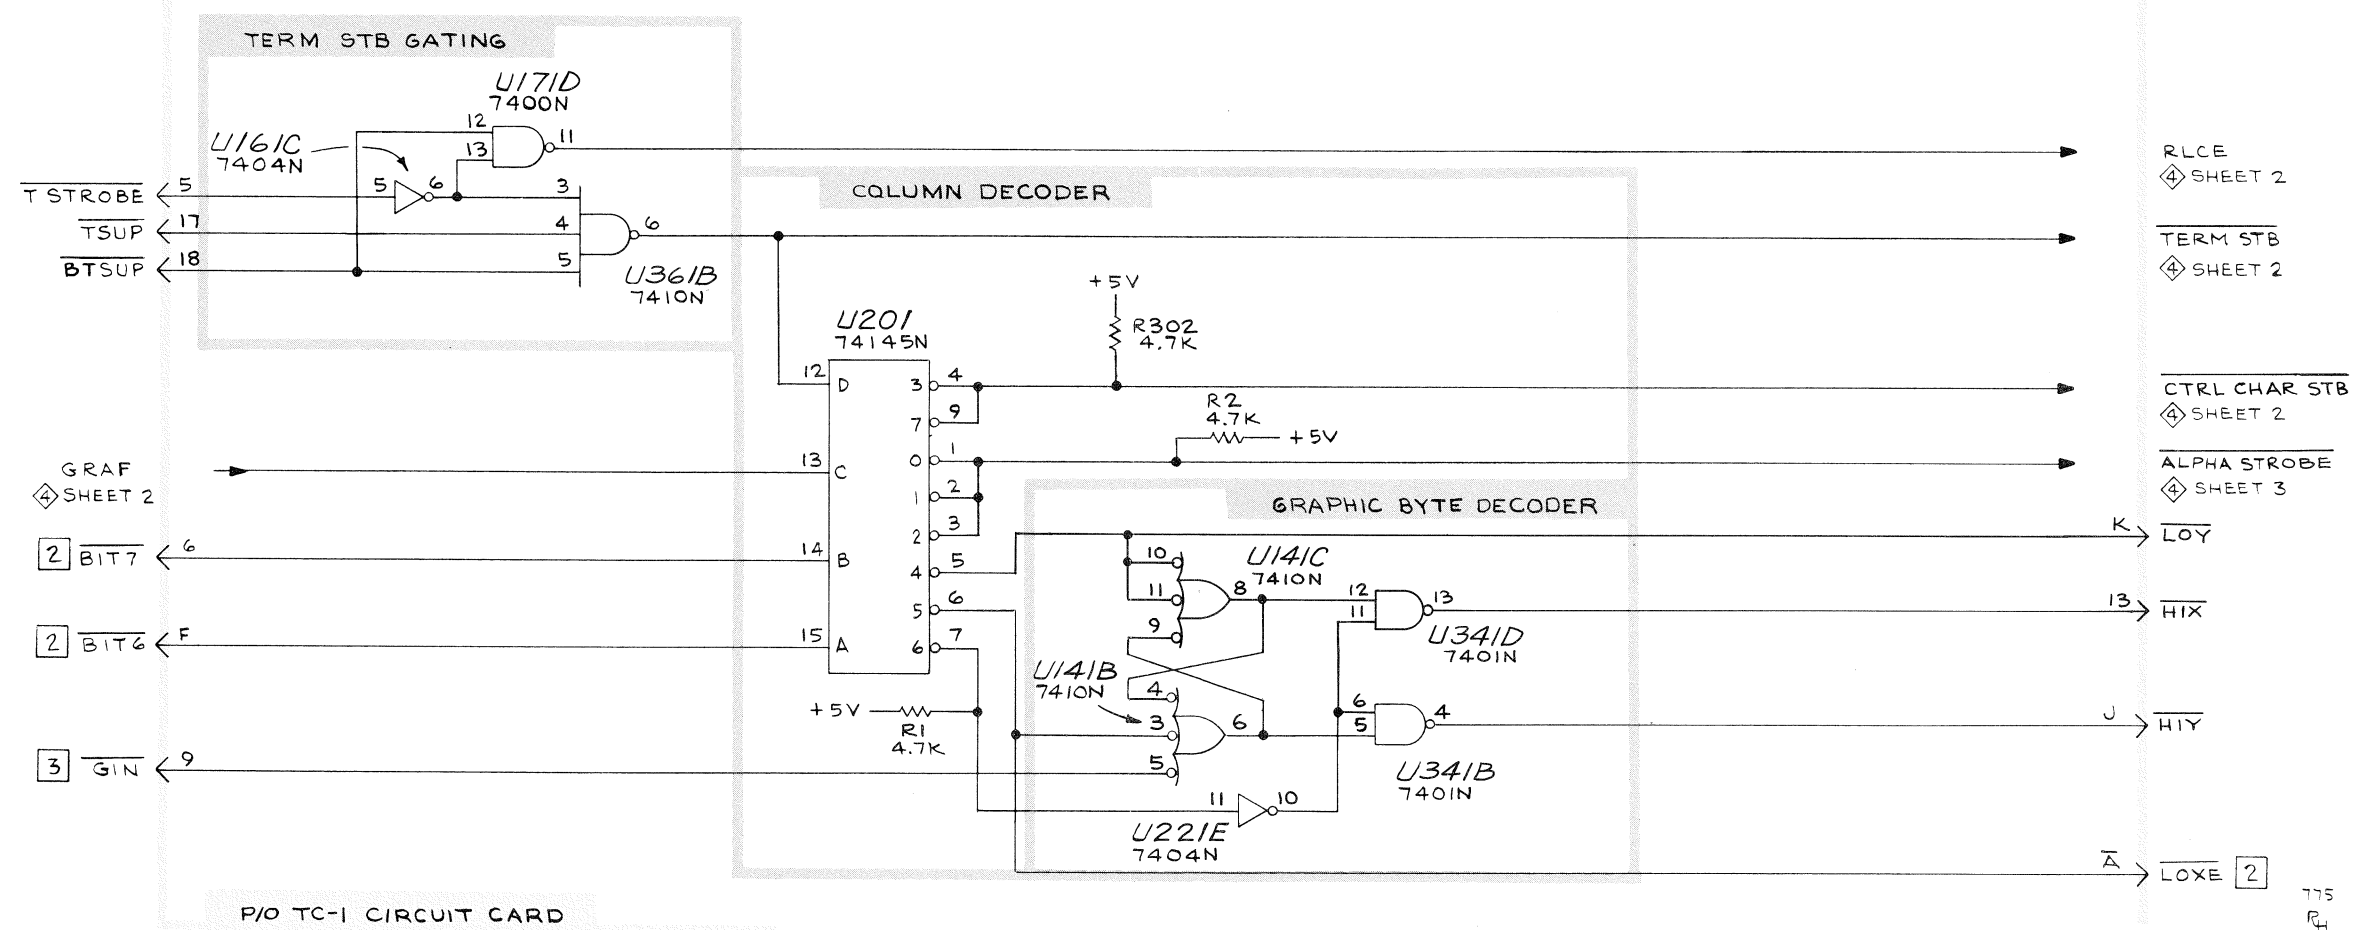 TERM STB GATING
U171D
7400N
12
13
11
U161C
7404N
5
6
T STROBE
5
TSUP
17
BTSUP
18
3
4
5
6
U361B
7410N
RLCE
4 SHEET 2
TERM STB
4 SHEET 2
COLUMN DECODER
+5V
R302
4.7K
U201
74145N
12 D
3 4
7 9
0 1
1 2
2 3
4 5
5 6
6 7
13 C
14 B
15 A
R2
4.7K
+5V
CTRL CHAR STB
4 SHEET 2
ALPHA STROBE
4 SHEET 3
GRAF
4 SHEET 2
2 BIT7
6
2 BIT6
F
3 GIN
9
GRAPHIC BYTE DECODER
K LOY
10
11
9
8
U141C
7410N
12
11
13
U341D
7401N
13 HIX
U141B
7410N
4
3
5
6
6
5
4
U341B
7401N
J HIY
+5V
R1
4.7K
11
10
U221E
7404N
A LOXE 2
P/O TC-1 CIRCUIT CARD
775
RH